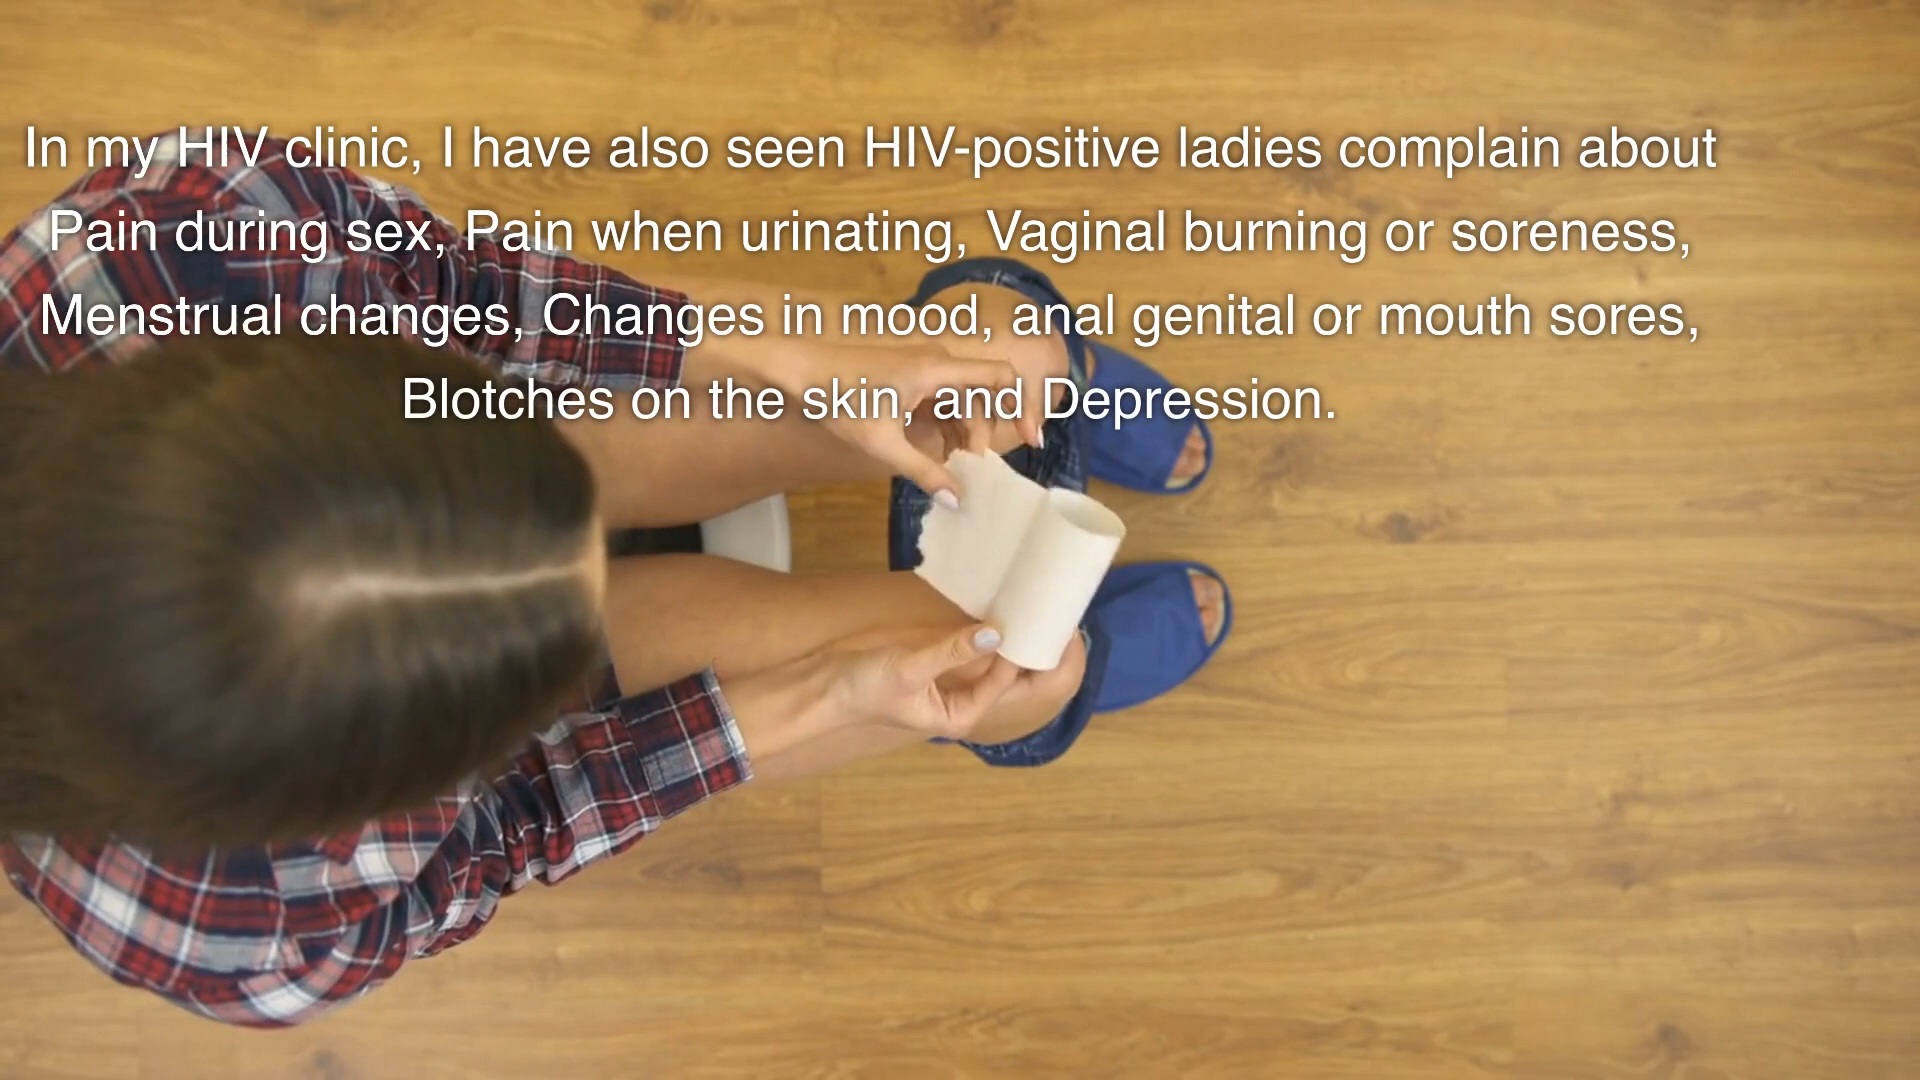 In my HIV clinic, I have also seen HIV-positive ladies complain about
Pain during sex, Pain when urinating, Vaginal burning or soreness,
Menstrual changes, Changes in mood, anal genital or mouth sores,
Blotches on the skin, and Depression.